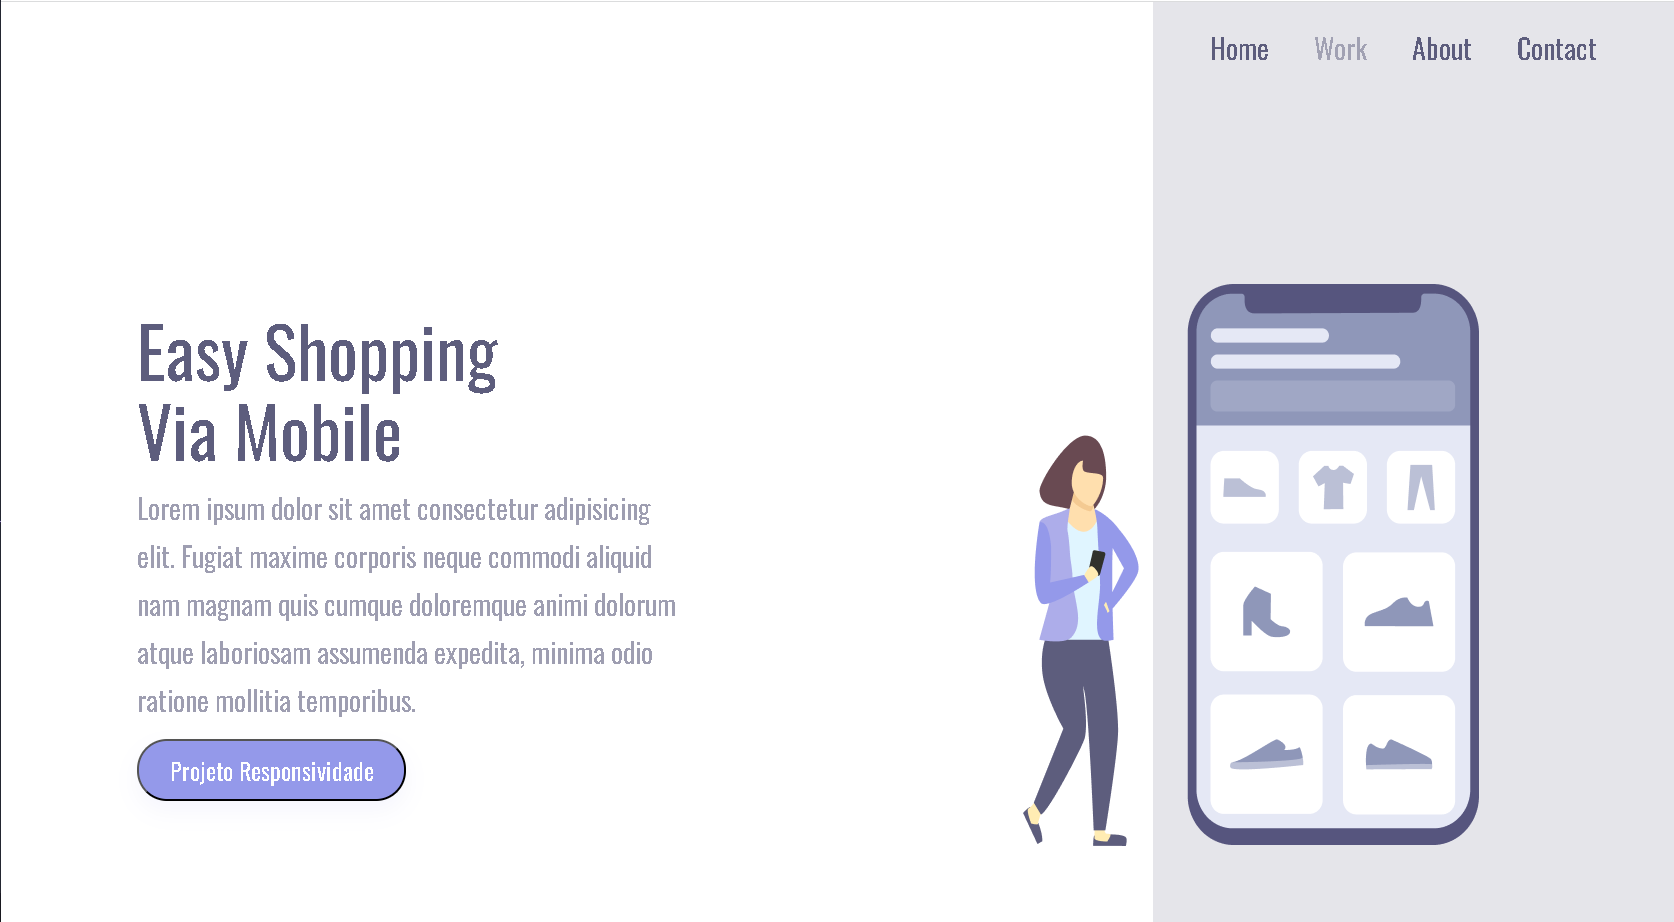 Home Work About Contact
Easy Shopping
Via Mobile
Lorem ipsum dolor sit amet consectetur adipisicing
elit. Fugiat maxime corporis neque commodi aliquid
nam magnam quis cumque doloremque animi dolorum
atque laboriosam assumenda expedita, minima odio
ratione mollitia temporibus.
Projeto Responsividade